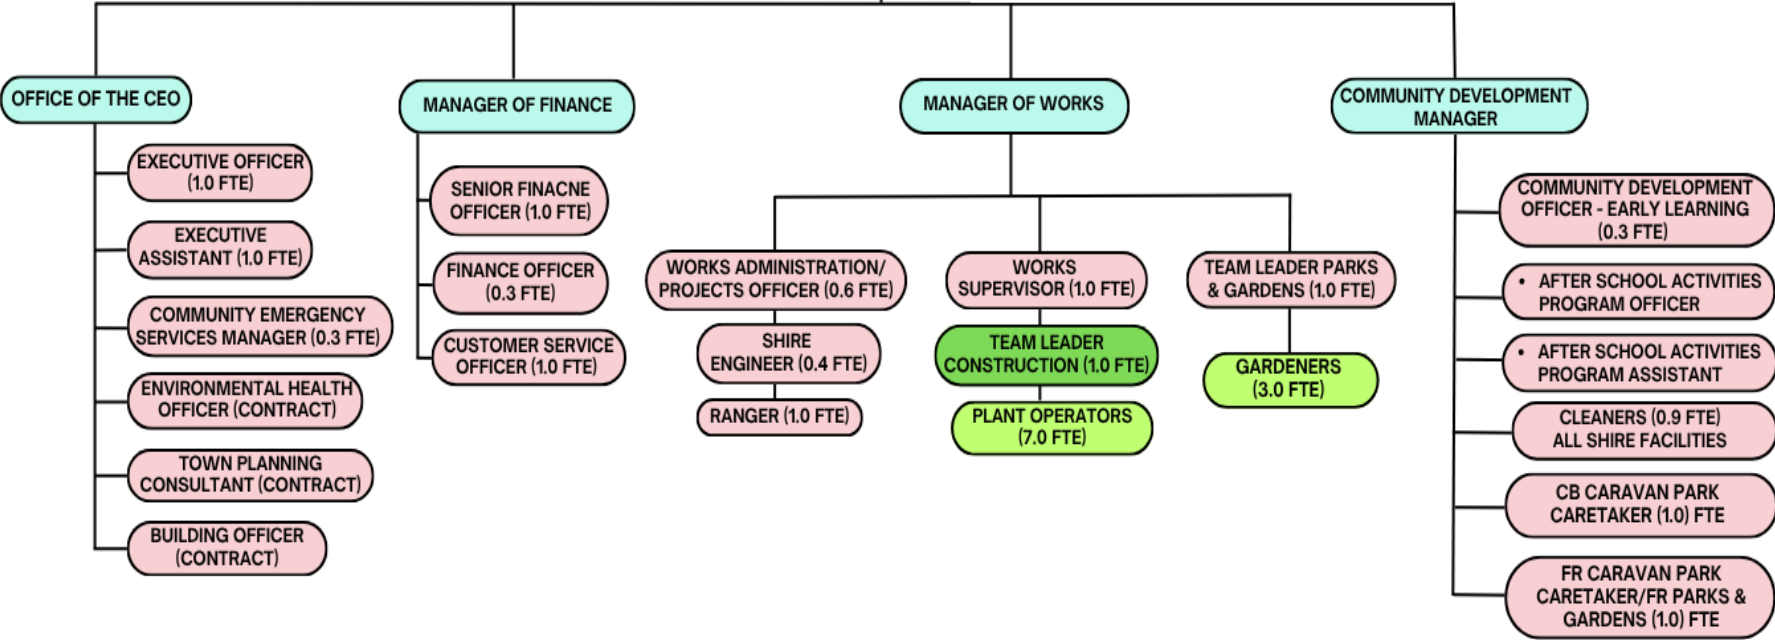 OFFICE OF THE CEO
EXECUTIVE OFFICER
(1.0 FTE)
EXECUTIVE
ASSISTANT (1.0 FTE)
COMMUNITY EMERGENCY
SERVICES MANAGER (0.3 FTE)
ENVIRONMENTAL HEALTH
OFFICER (CONTRACT)
TOWN PLANNING
CONSULTANT (CONTRACT)
BUILDING OFFICER
(CONTRACT)
MANAGER OF FINANCE
SENIOR FINACNE
OFFICER (1.0 FTE)
FINANCE OFFICER
(0.3 FTE)
CUSTOMER SERVICE
OFFICER (1.0 FTE)
MANAGER OF WORKS
WORKS ADMINISTRATION/
PROJECTS OFFICER (0.6 FTE)
SHIRE
ENGINEER (0.4 FTE)
RANGER (1.0 FTE)
WORKS
SUPERVISOR (1.0 FTE)
TEAM LEADER
CONSTRUCTION (1.0 FTE)
PLANT OPERATORS
(7.0 FTE)
TEAM LEADER PARKS
& GARDENS (1.0 FTE)
GARDENERS
(3.0 FTE)
COMMUNITY DEVELOPMENT
MANAGER
COMMUNITY DEVELOPMENT
OFFICER - EARLY LEARNING
(0.3 FTE)
• AFTER SCHOOL ACTIVITIES
PROGRAM OFFICER
• AFTER SCHOOL ACTIVITIES
PROGRAM ASSISTANT
CLEANERS (0.9 FTE)
ALL SHIRE FACILITIES
CB CARAVAN PARK
CARETAKER (1.0) FTE
FR CARAVAN PARK
CARETAKER/FR PARKS &
GARDENS (1.0) FTE